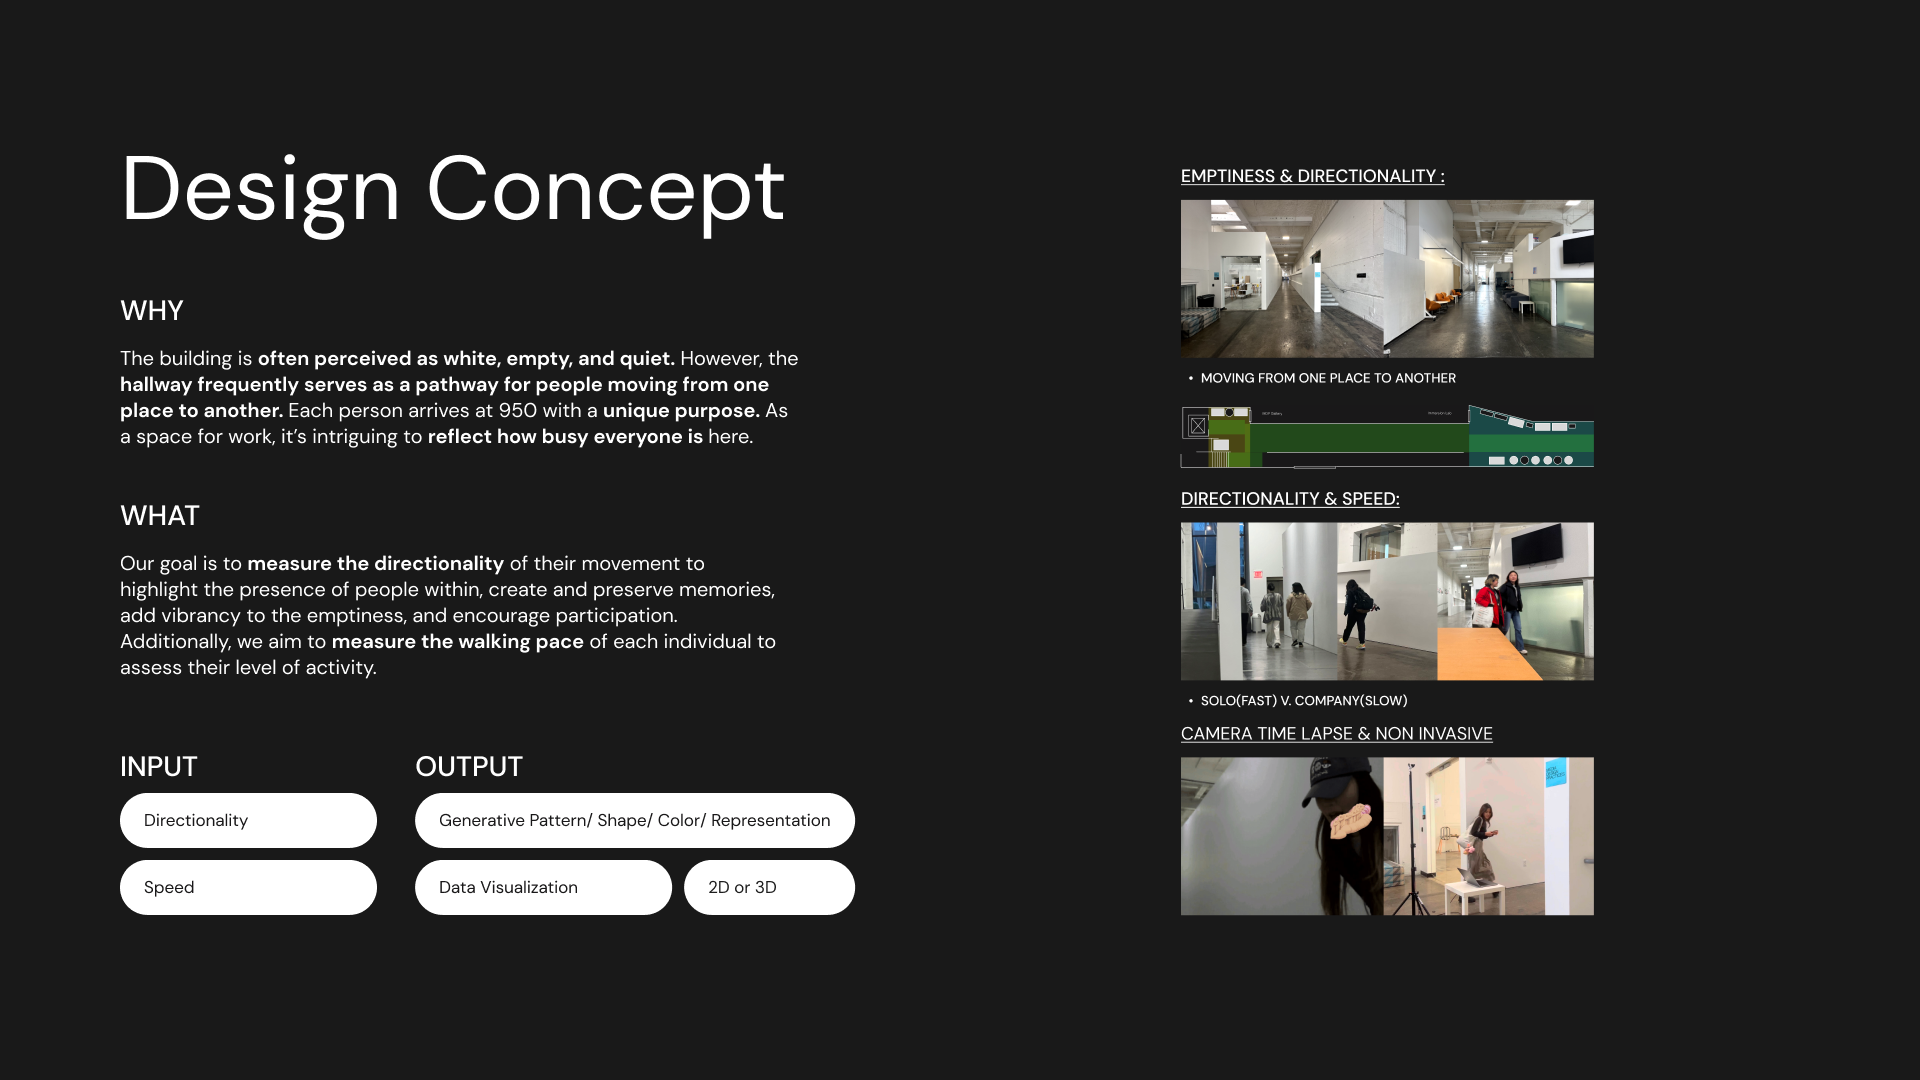 Design Concept
WHY
The building is often perceived as white, empty, and quiet. However, the
hallway frequently serves as a pathway for people moving from one
place to another. Each person arrives at 950 with a unique purpose. As
a space for work, it’s intriguing to reflect how busy everyone is here.
WHAT
Our goal is to measure the directionality of their movement to
highlight the presence of people within, create and preserve memories,
add vibrancy to the emptiness, and encourage participation.
Additionally, we aim to measure the walking pace of each individual to
assess their level of activity.
INPUT
Directionality
Speed
OUTPUT
Generative Pattern/ Shape/ Color/ Representation
Data Visualization
2D or 3D
EMPTINESS & DIRECTIONALITY :
• MOVING FROM ONE PLACE TO ANOTHER
DIRECTIONALITY & SPEED:
• SOLO(FAST) V. COMPANY(SLOW)
CAMERA TIME LAPSE & NON INVASIVE